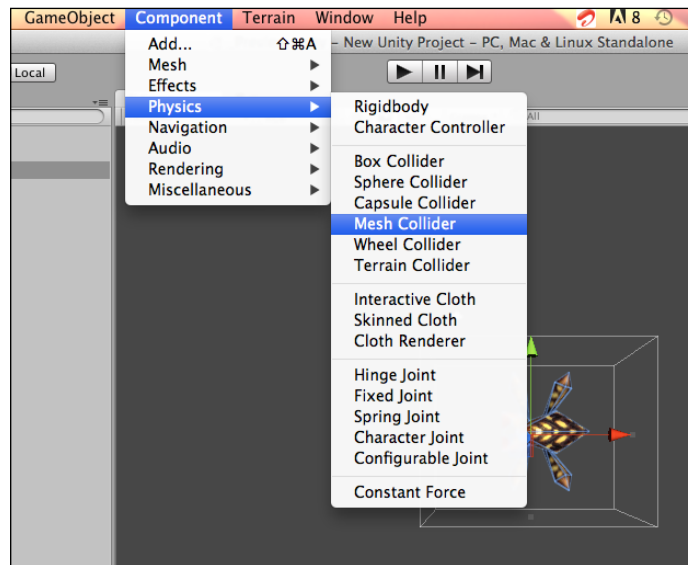 GameObject Component Terrain Window Help 8
– New Unity Project – PC, Mac & Linux Standalone
Local
Add... ⇧⌘A
Mesh
Effects
Physics
Navigation
Audio
Rendering
Miscellaneous
All
Rigidbody
Character Controller
Box Collider
Sphere Collider
Capsule Collider
Mesh Collider
Wheel Collider
Terrain Collider
Interactive Cloth
Skinned Cloth
Cloth Renderer
Hinge Joint
Fixed Joint
Spring Joint
Character Joint
Configurable Joint
Constant Force